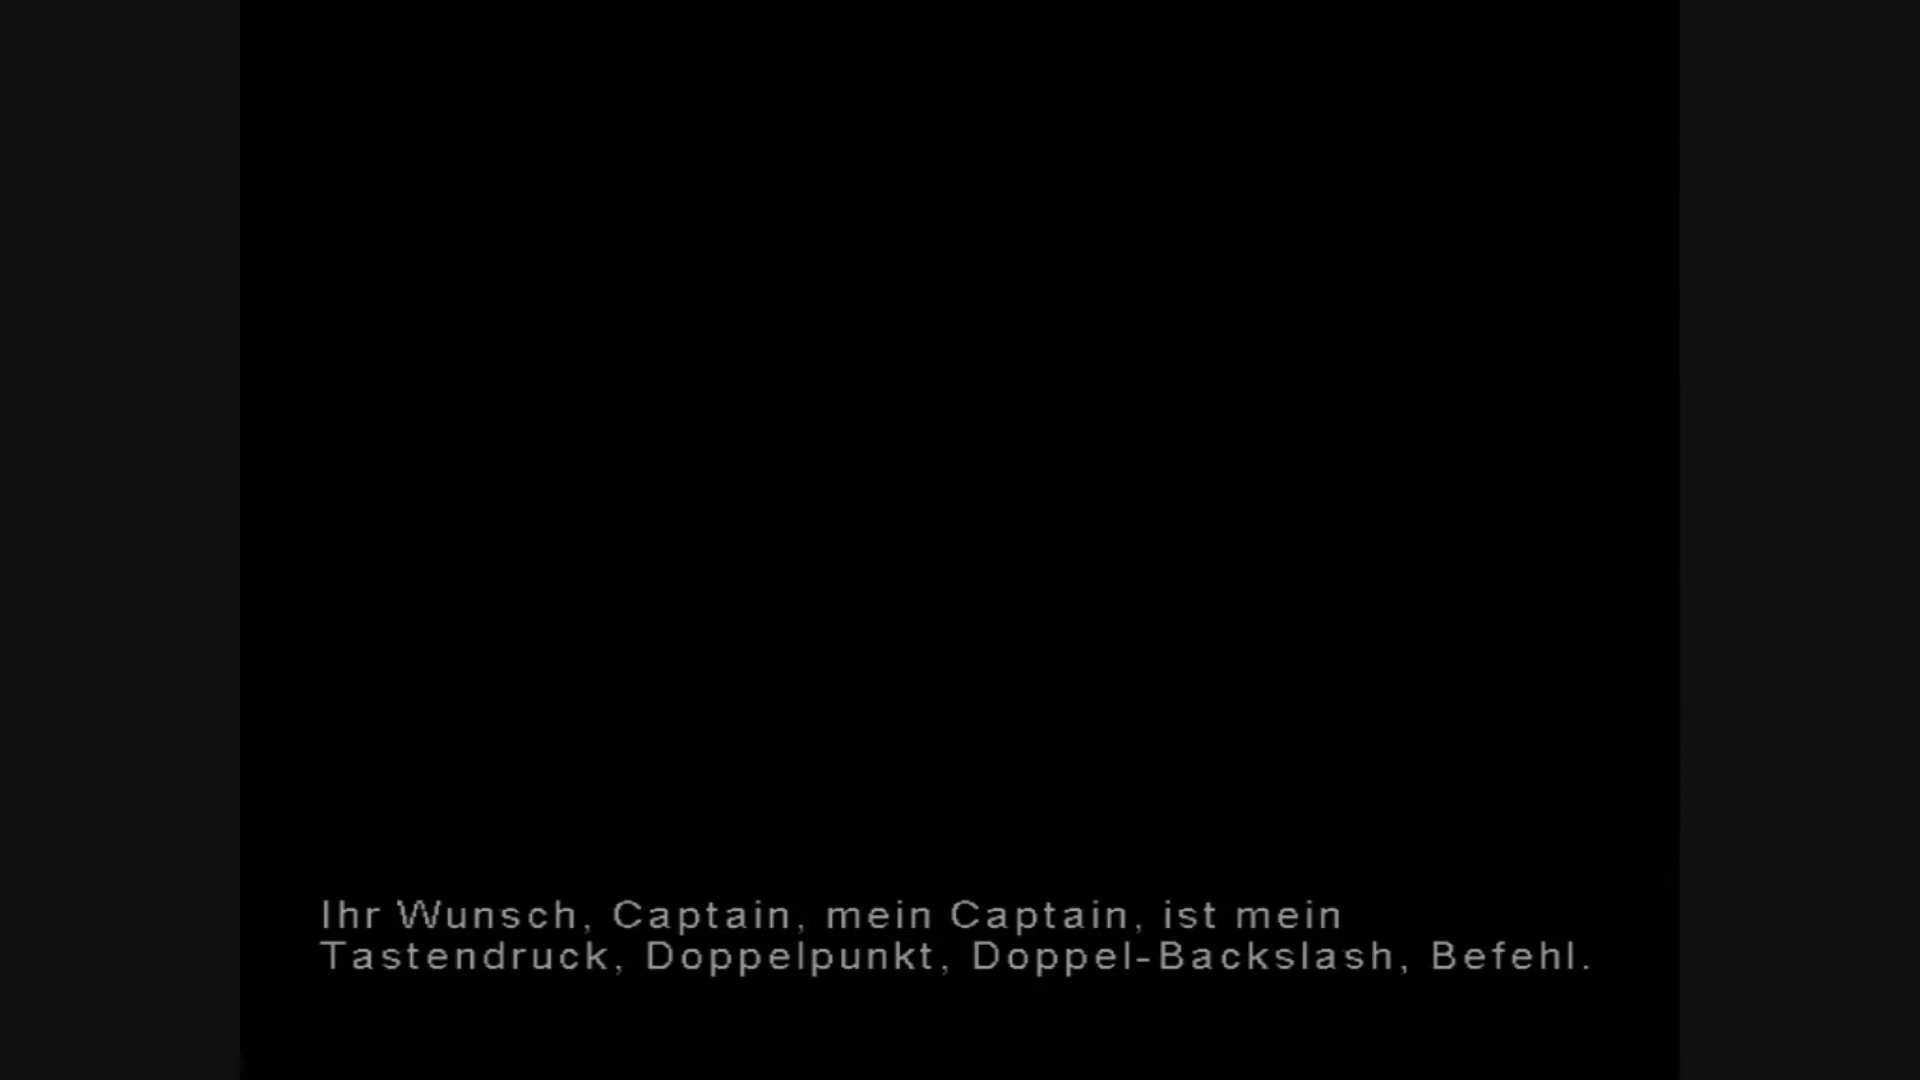 Ihr Wunsch, Captain, mein Captain, ist mein
Tastendruck, Doppelpunkt, Doppel-Backslash, Befehl.